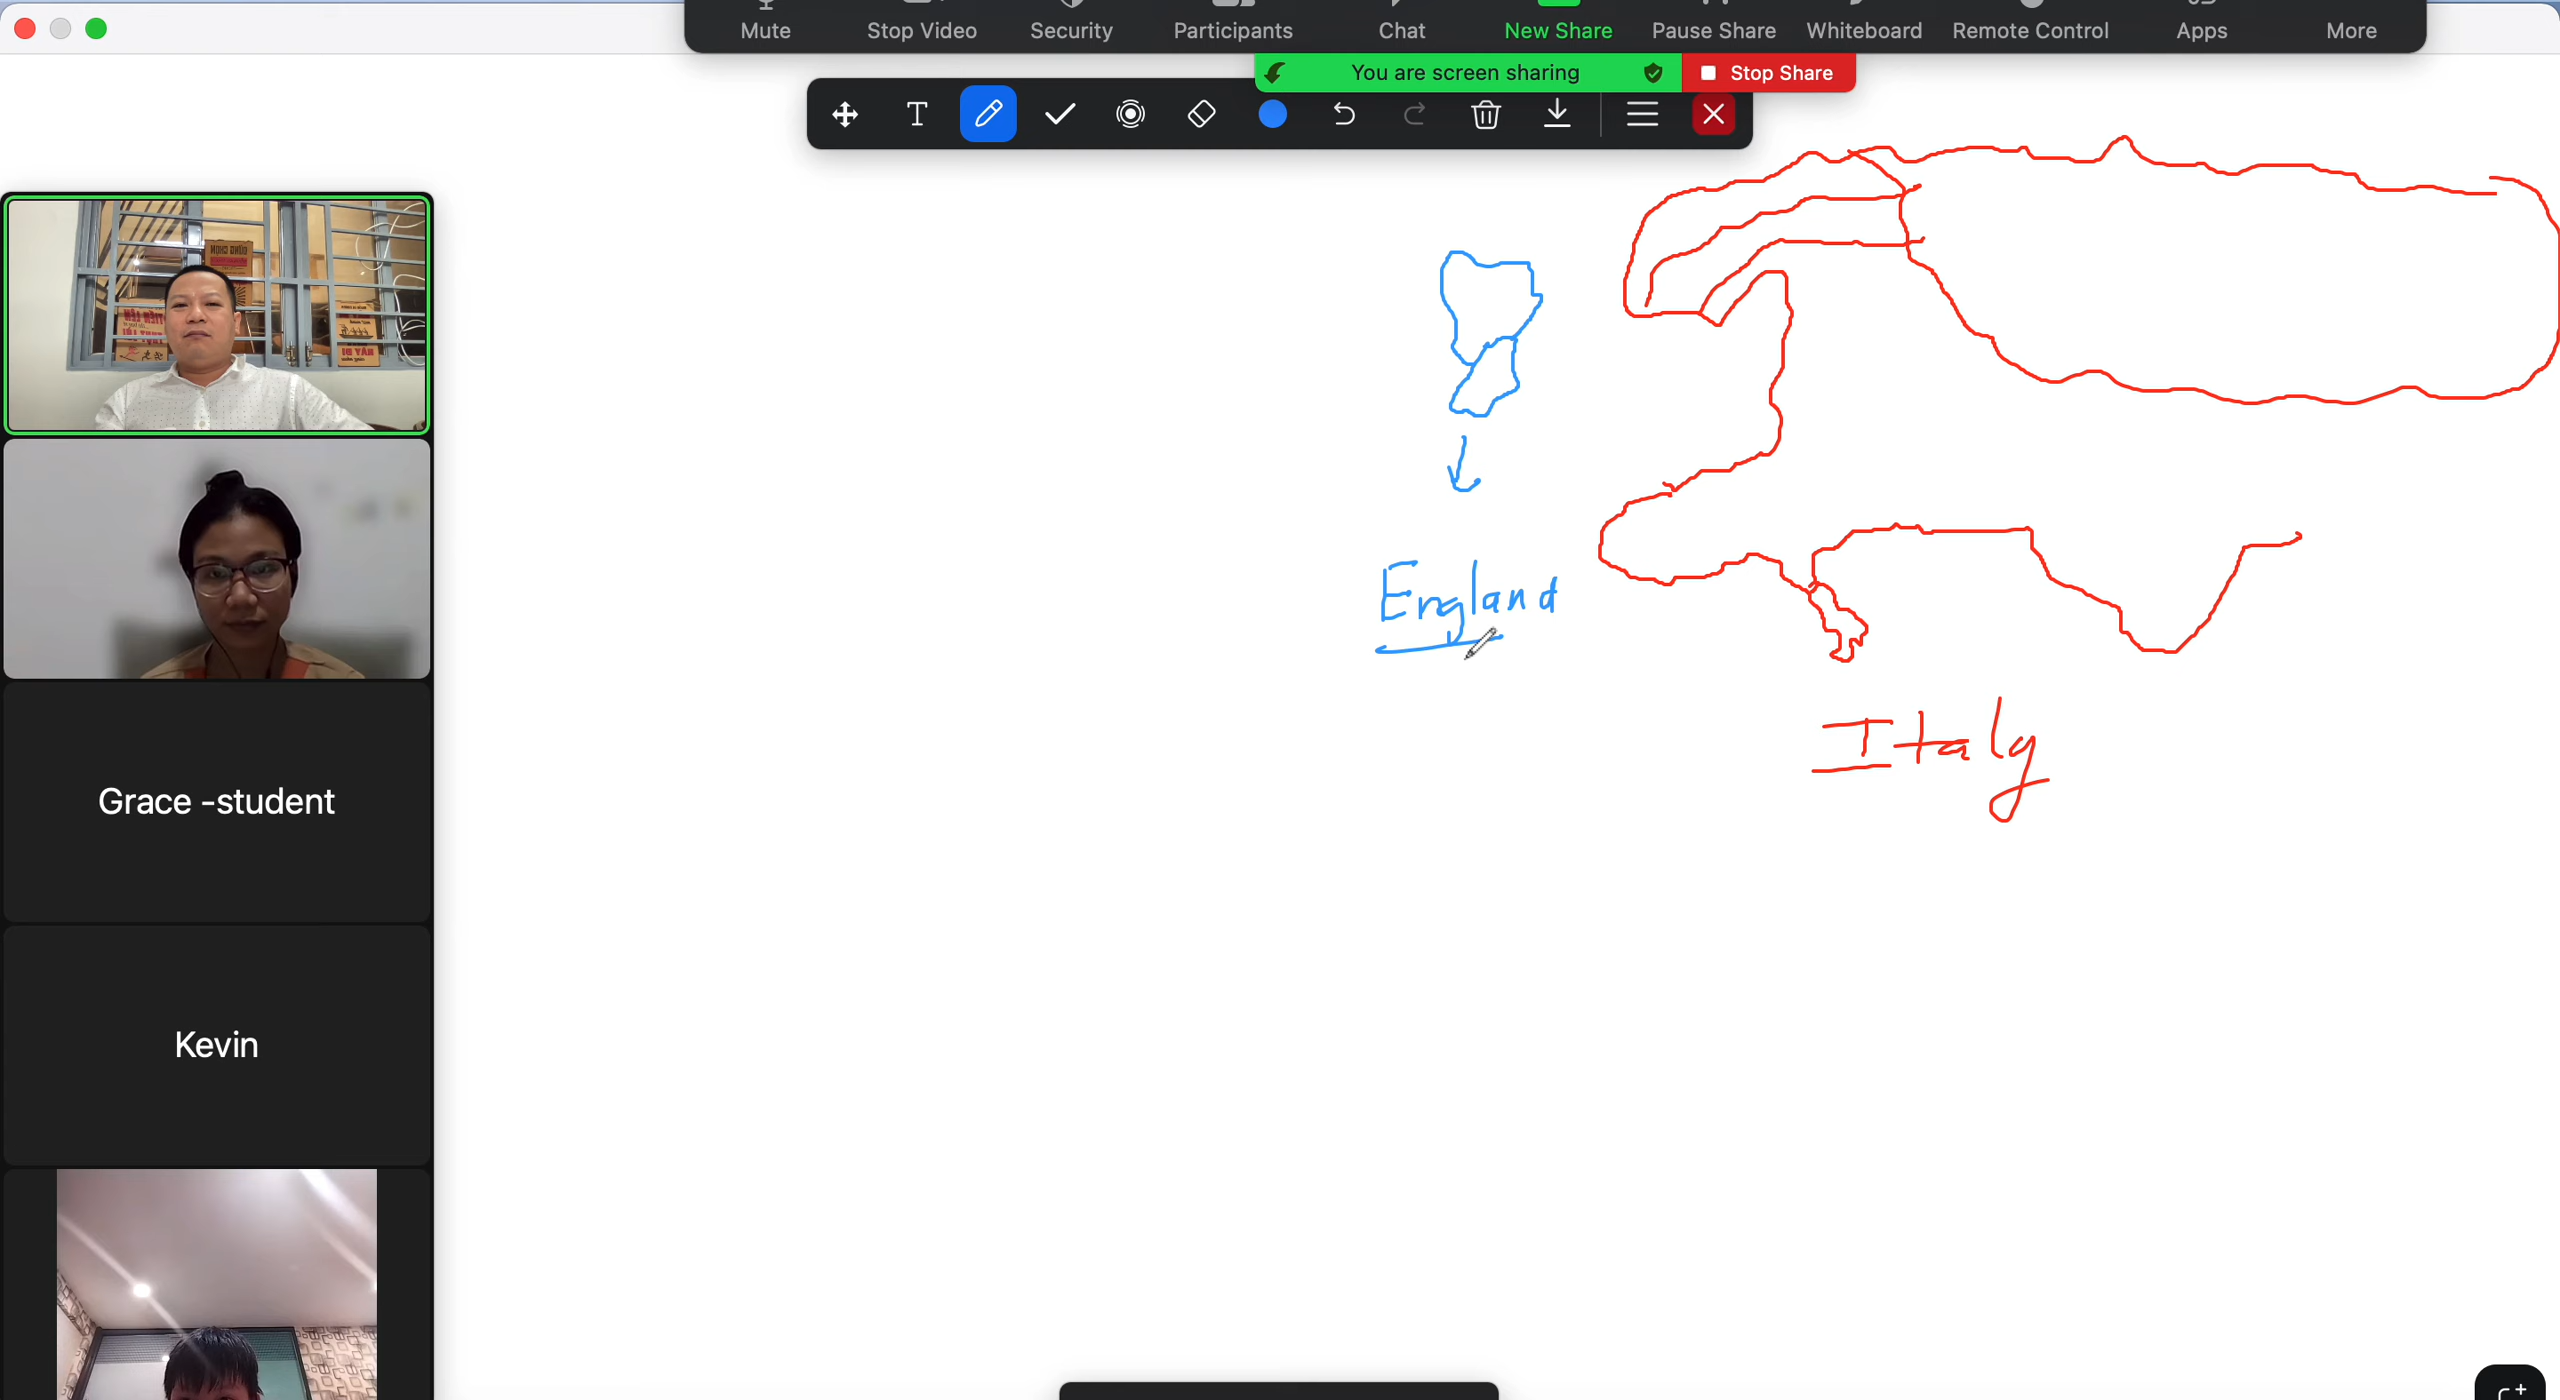 Mute Stop Video Security Participants Chat New Share Pause Share Whiteboard Remote Control Apps More
You are screen sharing Stop Share
T
England
Italy
Grace -student
Kevin